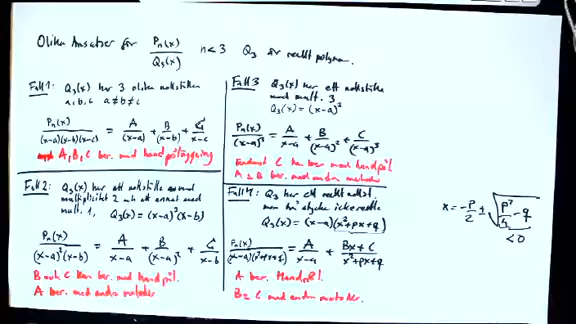 Olika Ansatser för Pn(x)/Q3(x) n<3 Q3 är reellt polynom.
Fall 1: Q3(x) har 3 olika nollställen
a, b, c a≠b≠c
Pn(x)/((x-a)(x-b)(x-c)) = A/(x-a) + B/(x-b) + C/(x-c)
A, B, C ber. med handpåläggning
Fall 2: Q3(x) har ett nollställe med
multiplicitet 2 och ett annat med
mult. 1, Q3(x) = (x-a)²(x-b)
Pn(x)/((x-a)²(x-b)) = A/(x-a) + B/(x-a)² + C/(x-b)
B och C kan ber. med handpål.
A ber. med andra metoder
Fall 3 Q3(x) har ett nollställe
med mult. 3
Q3(x) = (x-a)³
Pn(x)/(x-a)³ = A/(x-a) + B/(x-a)² + C/(x-a)³
Endast C kan ber med handpål
A & B ber. med andra metoder
Fall 4: Q3 har ett reellt nollst.
men två icke reella
Q3(x) = (x-a)(x²+px+q)
Pn(x)/((x-a)(x²+px+q)) = A/(x-a) + (Bx+C)/(x²+px+q)
A ber. Handpål.
B & C med andra metoder.
x = -p/2 ± √(p²/4 - q)
<0